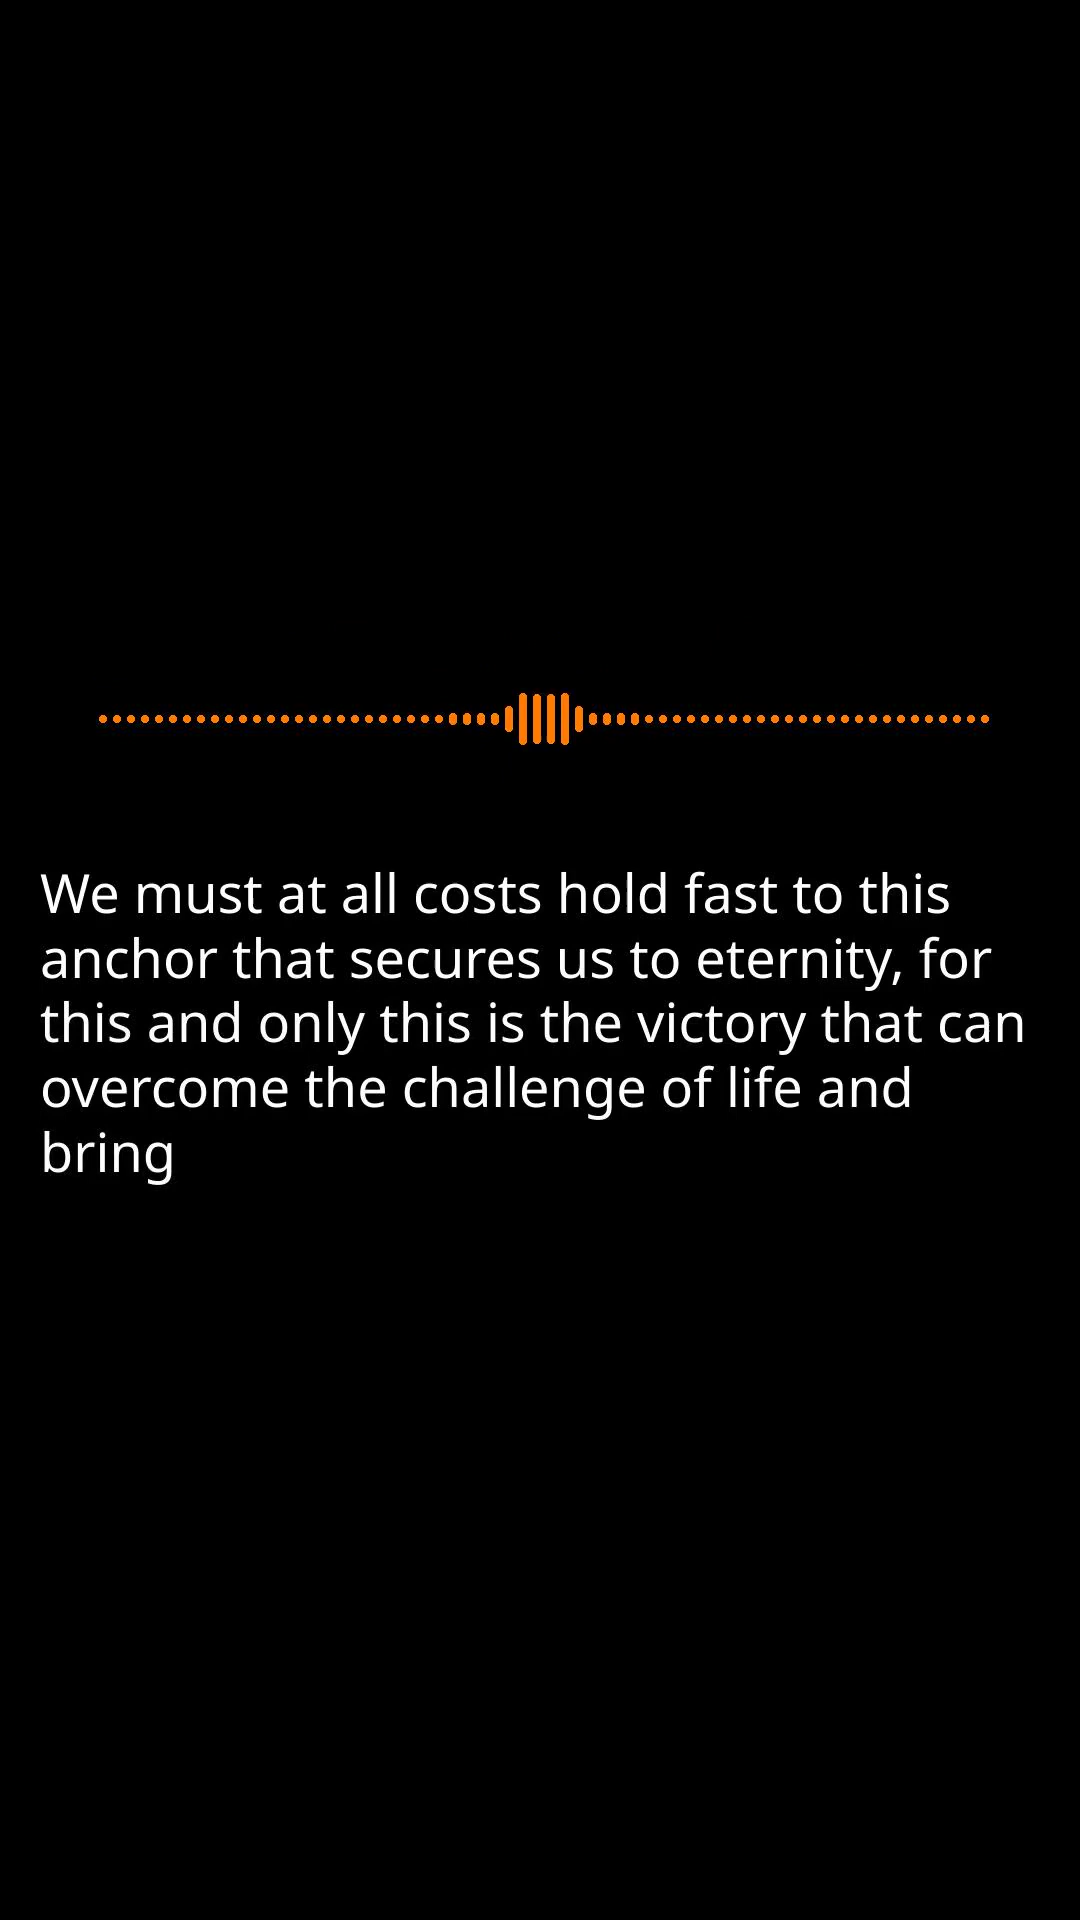 We must at all costs hold fast to this
anchor that secures us to eternity, for
this and only this is the victory that can
overcome the challenge of life and
bring